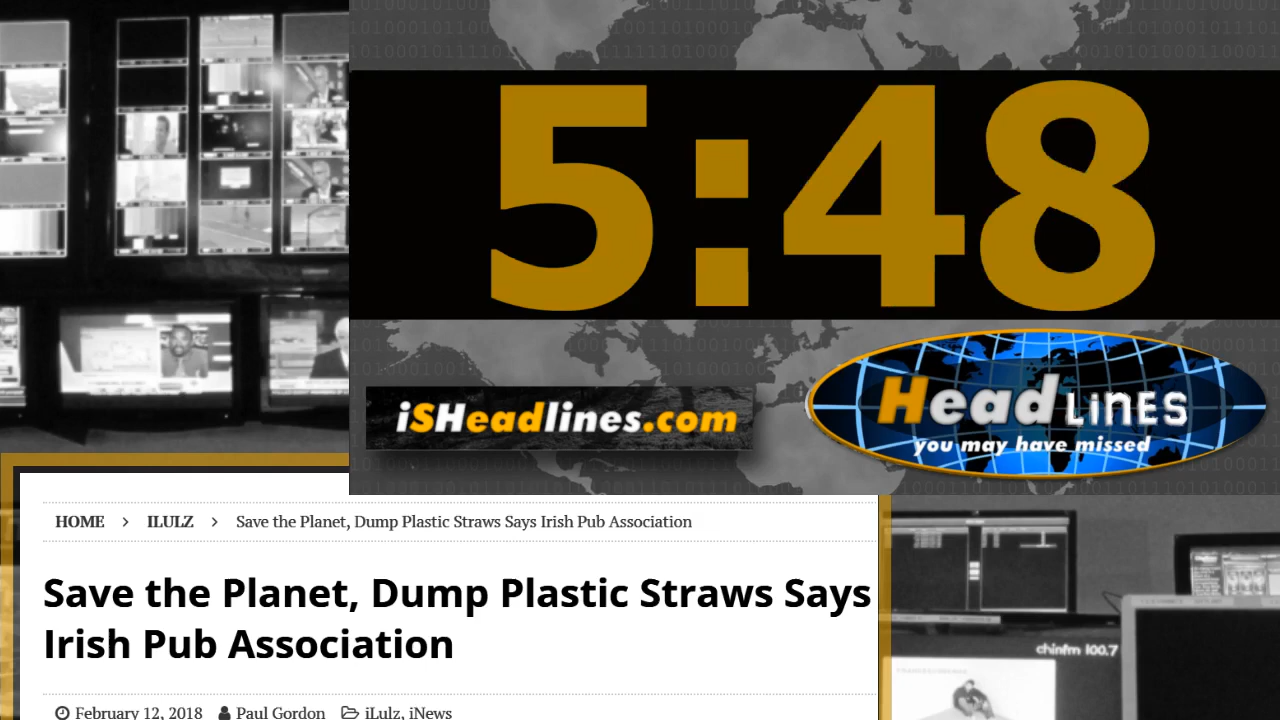 5:48
iSHeadlines.com
HeadLINES
you may have missed
HOME > ILULZ > Save the Planet, Dump Plastic Straws Says Irish Pub Association
Save the Planet, Dump Plastic Straws Says
Irish Pub Association
February 12, 2018 Paul Gordon iLulz, iNews
chinfm 100.7